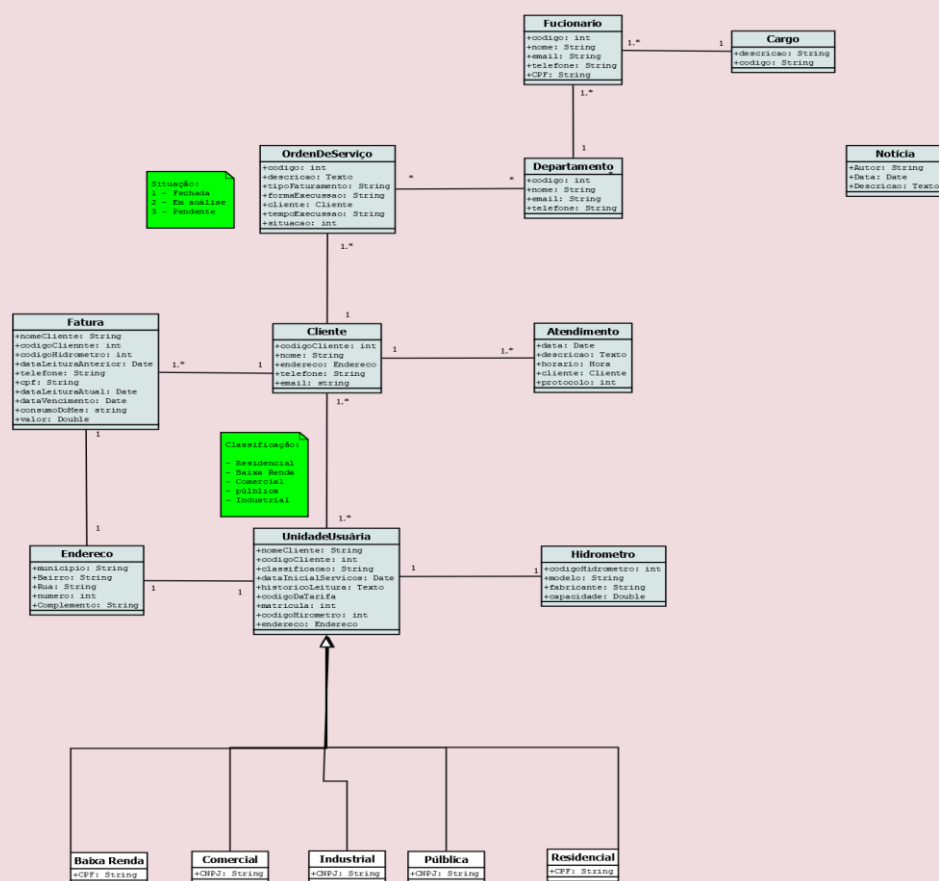 Fucionario
+codigo: int
+nome: String
+email: String
+telefone: String
+CPF: String
1.*
1
Cargo
+descricao: String
+codigo: String
1.*
1
OrdenDeServiço
+codigo: int
+descricao: Texto
+tipoFaturamento: String
+formaExecussao: String
+cliente: Cliente
+tempoExecussao: String
+situacao: int
Situação:
1 - Fechada
2 - Em análise
3 - Pendente
*
*
Departamento
+codigo: int
+nome: String
+email: String
+telefone: String
Notícia
+Autor: String
+Data: Date
+Descricao: Texto
1.*
1
Fatura
+nomeCliente: String
+codigoCliennte: int
+codigoHidrometro: int
+dataLeituraAnterior: Date
+telefone: String
+cpf: String
+dataLeituraAtual: Date
+dataVencimento: Date
+consumoDoMes: string
+valor: Double
1.*
1
Cliente
+codigoCliente: int
+nome: String
+endereco: Endereco
+telefone: String
+email: string
1
1.*
Atendimento
+data: Date
+descricao: Texto
+horario: Hora
+cliente: Cliente
+protocolo: int
1
1.*
Classificação:
- Residencial
- Baixa Renda
- Comercial
- púlblica
- Industrial
1
1.*
Endereco
+municipio: String
+Bairro: String
+Rua: String
+numero: int
+Complemento: String
1
1
UnidadeUsuária
+nomeCliente: String
+codigoCliente: int
+classificacao: String
+dataInicialServicos: Date
+historicoLeitura: Texto
+codigoDaTarifa
+matricula: int
+codigoHirometro: int
+endereco: Endereco
1
1
Hidrometro
+codigoHidrometro: int
+modelo: String
+fabricante: String
+capacidade: Double
Baixa Renda
+CPF: String
Comercial
+CNPJ: String
Industrial
+CNPJ: String
Púlblica
+CNPJ: String
Residencial
+CPF: String